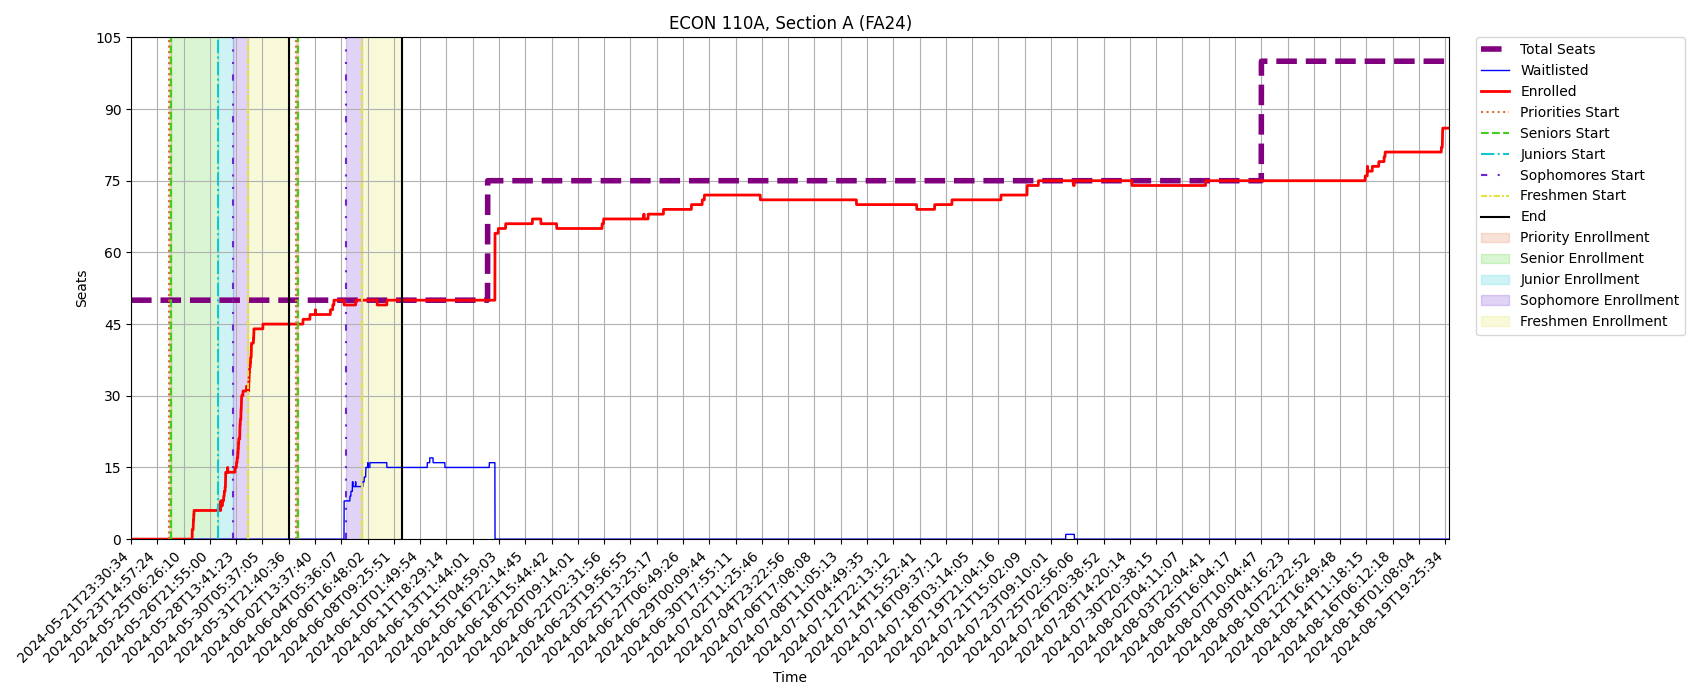 ECON 110A, Section A (FA24)
105
90
75
60
45
30
15
0
Seats
2024-05-21T23:30:34
2024-05-23T14:57:24
2024-05-25T06:26:10
2024-05-26T21:55:00
2024-05-28T13:41:23
2024-05-30T05:37:05
2024-05-31T21:40:36
2024-06-02T13:37:40
2024-06-04T05:36:07
2024-06-06T16:48:02
2024-06-08T09:25:51
2024-06-10T01:49:54
2024-06-11T18:29:14
2024-06-13T11:44:01
2024-06-15T04:59:03
2024-06-16T22:14:45
2024-06-18T15:44:42
2024-06-20T09:14:01
2024-06-22T02:31:56
2024-06-23T19:56:55
2024-06-25T13:25:17
2024-06-27T06:49:26
2024-06-29T00:09:44
2024-06-30T17:55:11
2024-07-02T11:25:46
2024-07-04T23:22:56
2024-07-06T17:08:08
2024-07-08T11:05:13
2024-07-10T04:49:35
2024-07-12T22:13:12
2024-07-14T15:52:41
2024-07-16T09:37:12
2024-07-18T03:14:05
2024-07-19T21:04:16
2024-07-21T15:02:09
2024-07-23T09:10:01
2024-07-25T02:56:06
2024-07-26T20:38:52
2024-07-28T14:20:14
2024-07-30T20:38:15
2024-08-02T04:11:07
2024-08-03T22:04:41
2024-08-05T16:04:17
2024-08-07T10:04:47
2024-08-09T04:16:23
2024-08-10T22:22:52
2024-08-12T16:49:48
2024-08-14T11:18:15
2024-08-16T06:12:18
2024-08-18T01:08:04
2024-08-19T19:25:34
Time
Total Seats
Waitlisted
Enrolled
Priorities Start
Seniors Start
Juniors Start
Sophomores Start
Freshmen Start
End
Priority Enrollment
Senior Enrollment
Junior Enrollment
Sophomore Enrollment
Freshmen Enrollment